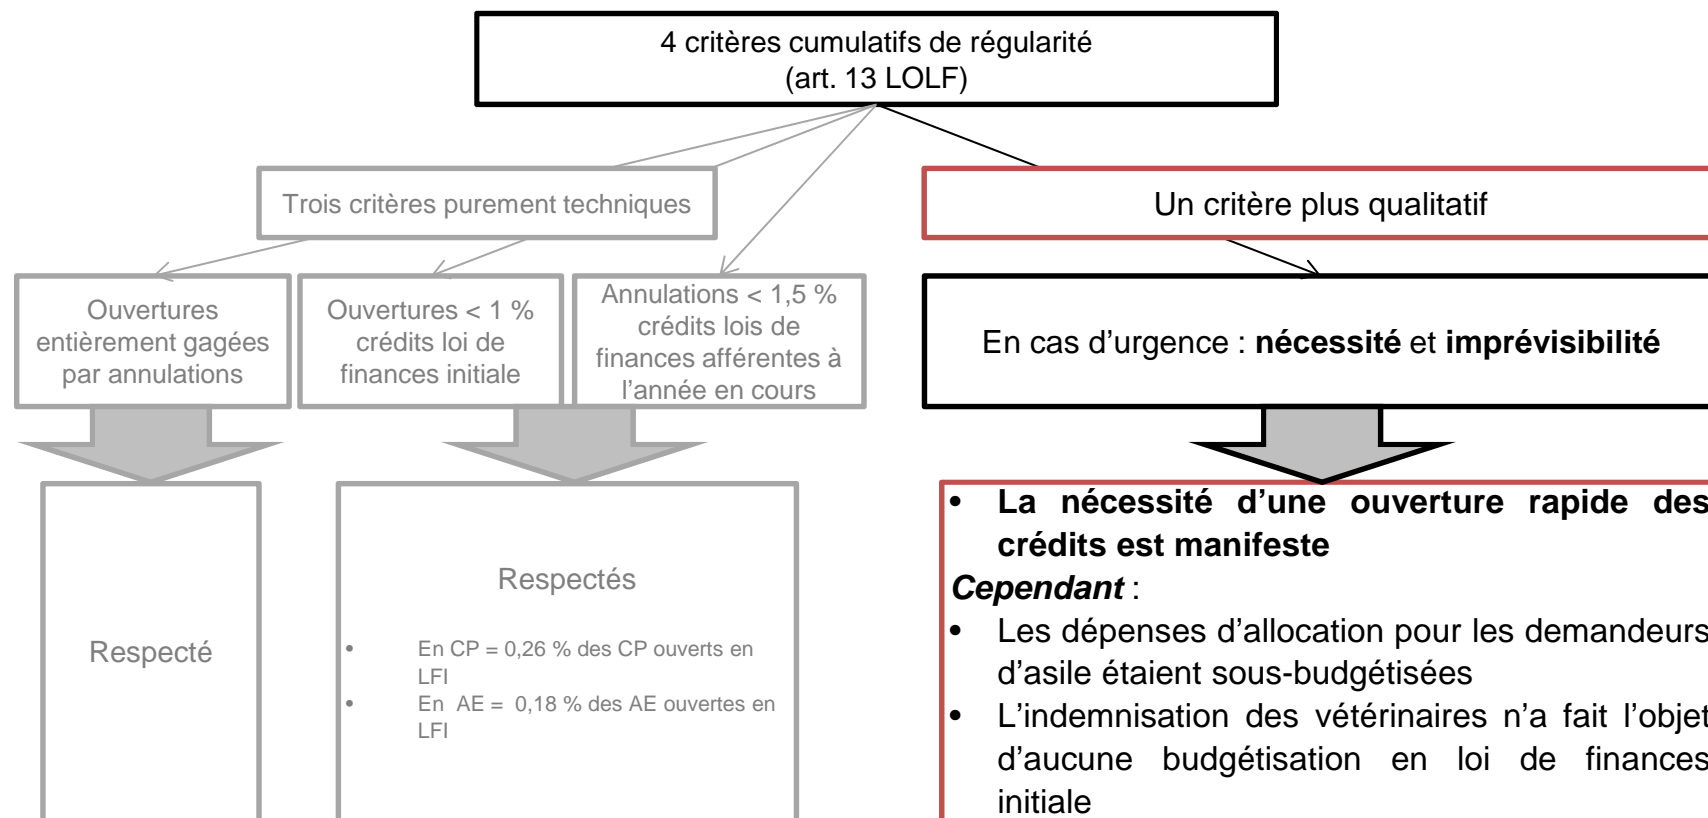 4 critères cumulatifs de régularité
(art. 13 LOLF)
Trois critères purement techniques
Un critère plus qualitatif
Ouvertures
entièrement gagées
par annulations
Ouvertures < 1 %
crédits loi de
finances initiale
Annulations < 1,5 %
crédits lois de
finances afférentes à
l’année en cours
En cas d’urgence : nécessité et imprévisibilité
Respecté
Respectés
• En CP = 0,26 % des CP ouverts en
LFI
• En AE = 0,18 % des AE ouvertes en
LFI
• La nécessité d’une ouverture rapide des
crédits est manifeste
Cependant :
• Les dépenses d’allocation pour les demandeurs
d’asile étaient sous-budgétisées
• L’indemnisation des vétérinaires n’a fait l’objet
d’aucune budgétisation en loi de finances
initiale